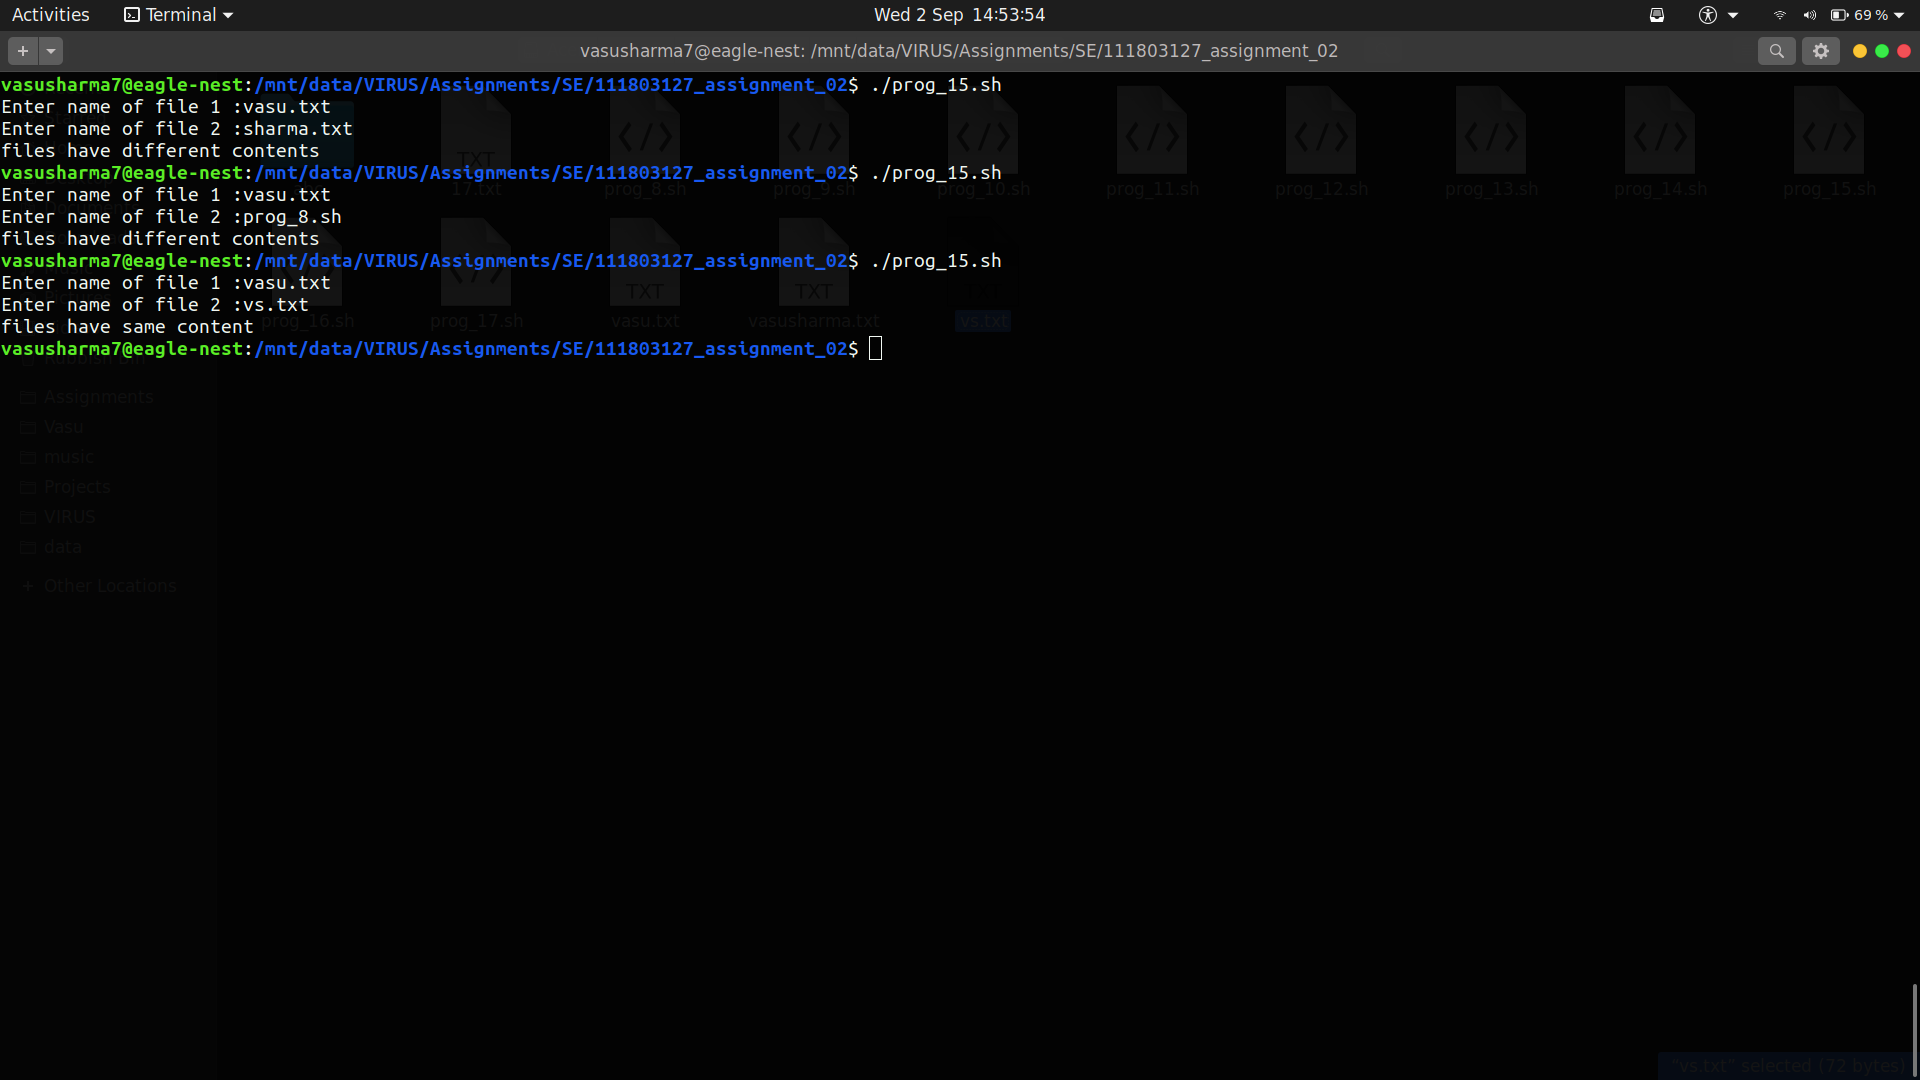 Activities
Terminal
Wed 2 Sep 14:53:54
69 %
vasusharma7@eagle-nest: /mnt/data/VIRUS/Assignments/SE/111803127_assignment_02
vasusharma7@eagle-nest:/mnt/data/VIRUS/Assignments/SE/111803127_assignment_02$ ./prog_15.sh
Enter name of file 1 :vasu.txt
Enter name of file 2 :sharma.txt
files have different contents
vasusharma7@eagle-nest:/mnt/data/VIRUS/Assignments/SE/111803127_assignment_02$ ./prog_15.sh
Enter name of file 1 :vasu.txt
Enter name of file 2 :prog_8.sh
files have different contents
vasusharma7@eagle-nest:/mnt/data/VIRUS/Assignments/SE/111803127_assignment_02$ ./prog_15.sh
Enter name of file 1 :vasu.txt
Enter name of file 2 :vs.txt
files have same content
vasusharma7@eagle-nest:/mnt/data/VIRUS/Assignments/SE/111803127_assignment_02$
TXT
17.txt prog_8.sh prog_9.sh prog_10.sh prog_11.sh prog_12.sh prog_13.sh prog_14.sh prog_15.sh
TXT TXT
prog_16.sh prog_17.sh vasu.txt vasusharma.txt vs.txt
Assignments
Vasu
music
Projects
VIRUS
data
+ Other Locations
"vs.txt" selected (72 bytes)